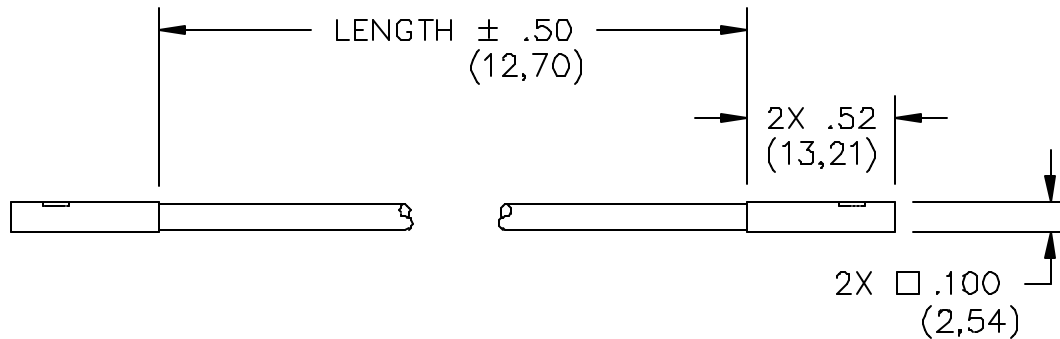 LENGTH ± .50
(12,70)
2X .52
(13,21)
2X □ .100
(2,54)